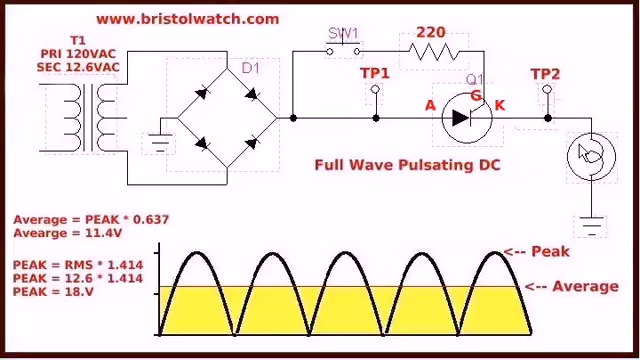 www.bristolwatch.com
T1
PRI 120VAC
SEC 12.6VAC
D1
SW1
220
TP1
Q1
G
TP2
A
K
Full Wave Pulsating DC
Average = PEAK * 0.637
Avearge = 11.4V
PEAK = RMS * 1.414
PEAK = 12.6 * 1.414
PEAK = 18.V
<-- Peak
<-- Average